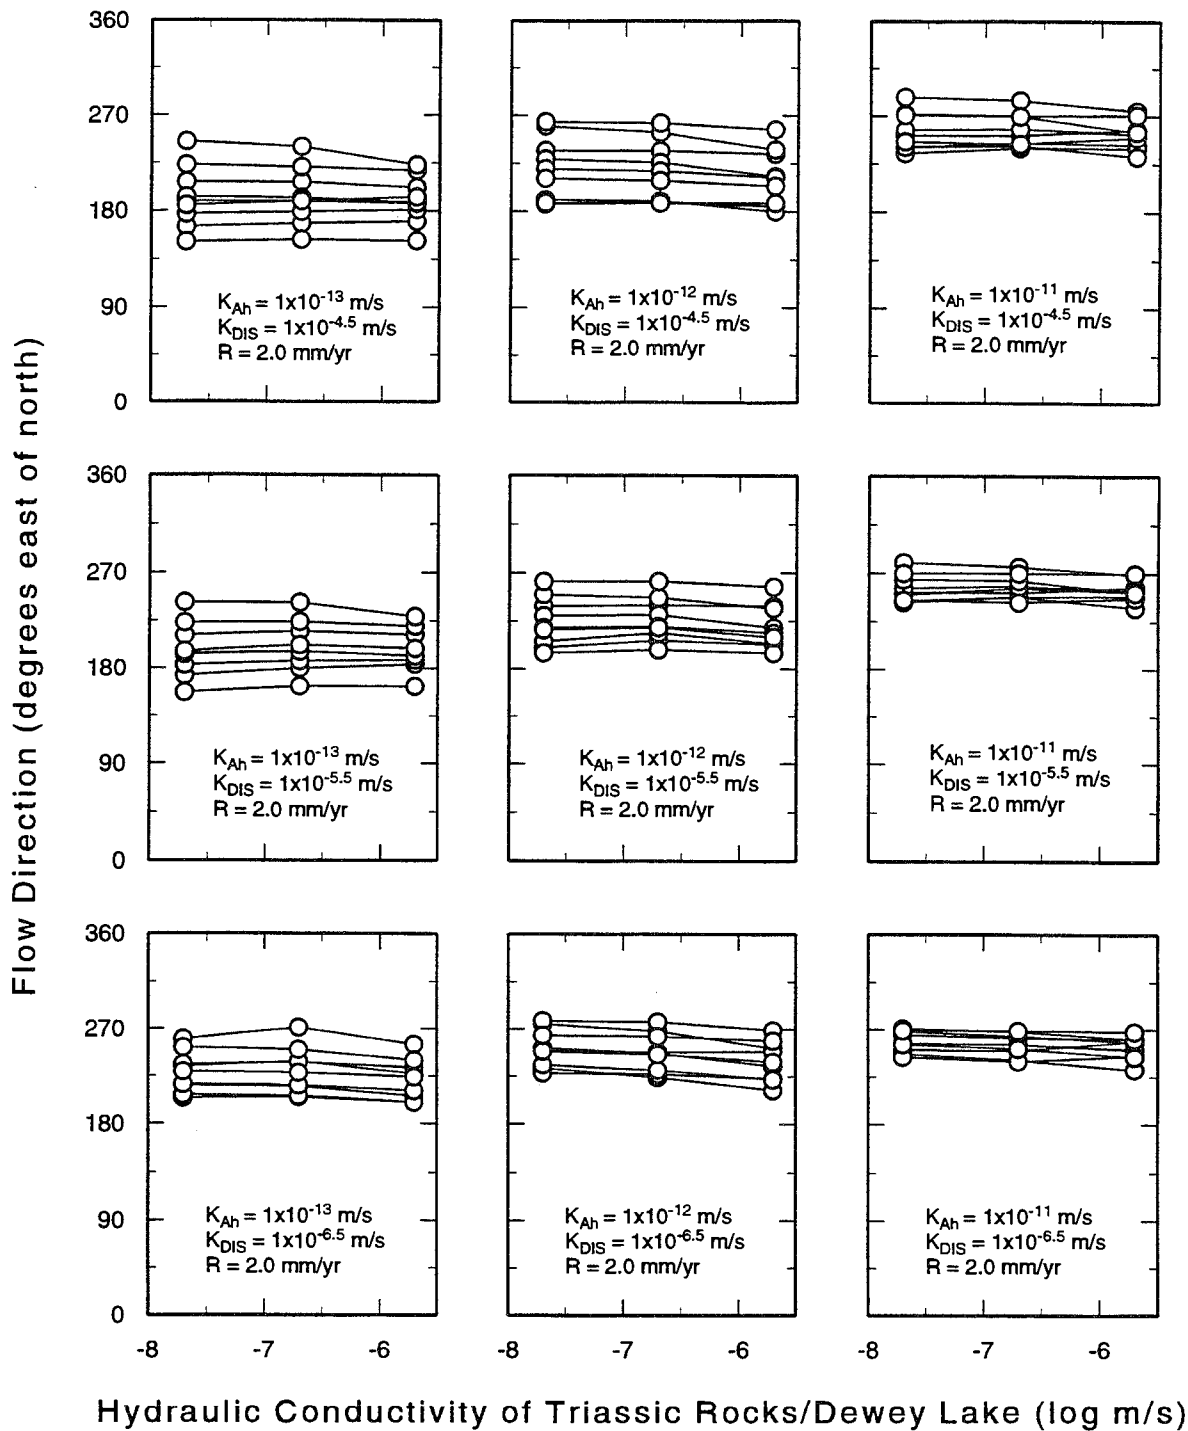 Flow Direction (degrees east of north)
360
270
180
90
0
K_Ah = 1x10^-13 m/s
K_DIS = 1x10^-4.5 m/s
R = 2.0 mm/yr
K_Ah = 1x10^-12 m/s
K_DIS = 1x10^-4.5 m/s
R = 2.0 mm/yr
K_Ah = 1x10^-11 m/s
K_DIS = 1x10^-4.5 m/s
R = 2.0 mm/yr
360
270
180
90
0
K_Ah = 1x10^-13 m/s
K_DIS = 1x10^-5.5 m/s
R = 2.0 mm/yr
K_Ah = 1x10^-12 m/s
K_DIS = 1x10^-5.5 m/s
R = 2.0 mm/yr
K_Ah = 1x10^-11 m/s
K_DIS = 1x10^-5.5 m/s
R = 2.0 mm/yr
360
270
180
90
0
K_Ah = 1x10^-13 m/s
K_DIS = 1x10^-6.5 m/s
R = 2.0 mm/yr
K_Ah = 1x10^-12 m/s
K_DIS = 1x10^-6.5 m/s
R = 2.0 mm/yr
K_Ah = 1x10^-11 m/s
K_DIS = 1x10^-6.5 m/s
R = 2.0 mm/yr
-8 -7 -6 -8 -7 -6 -8 -7 -6
Hydraulic Conductivity of Triassic Rocks/Dewey Lake (log m/s)